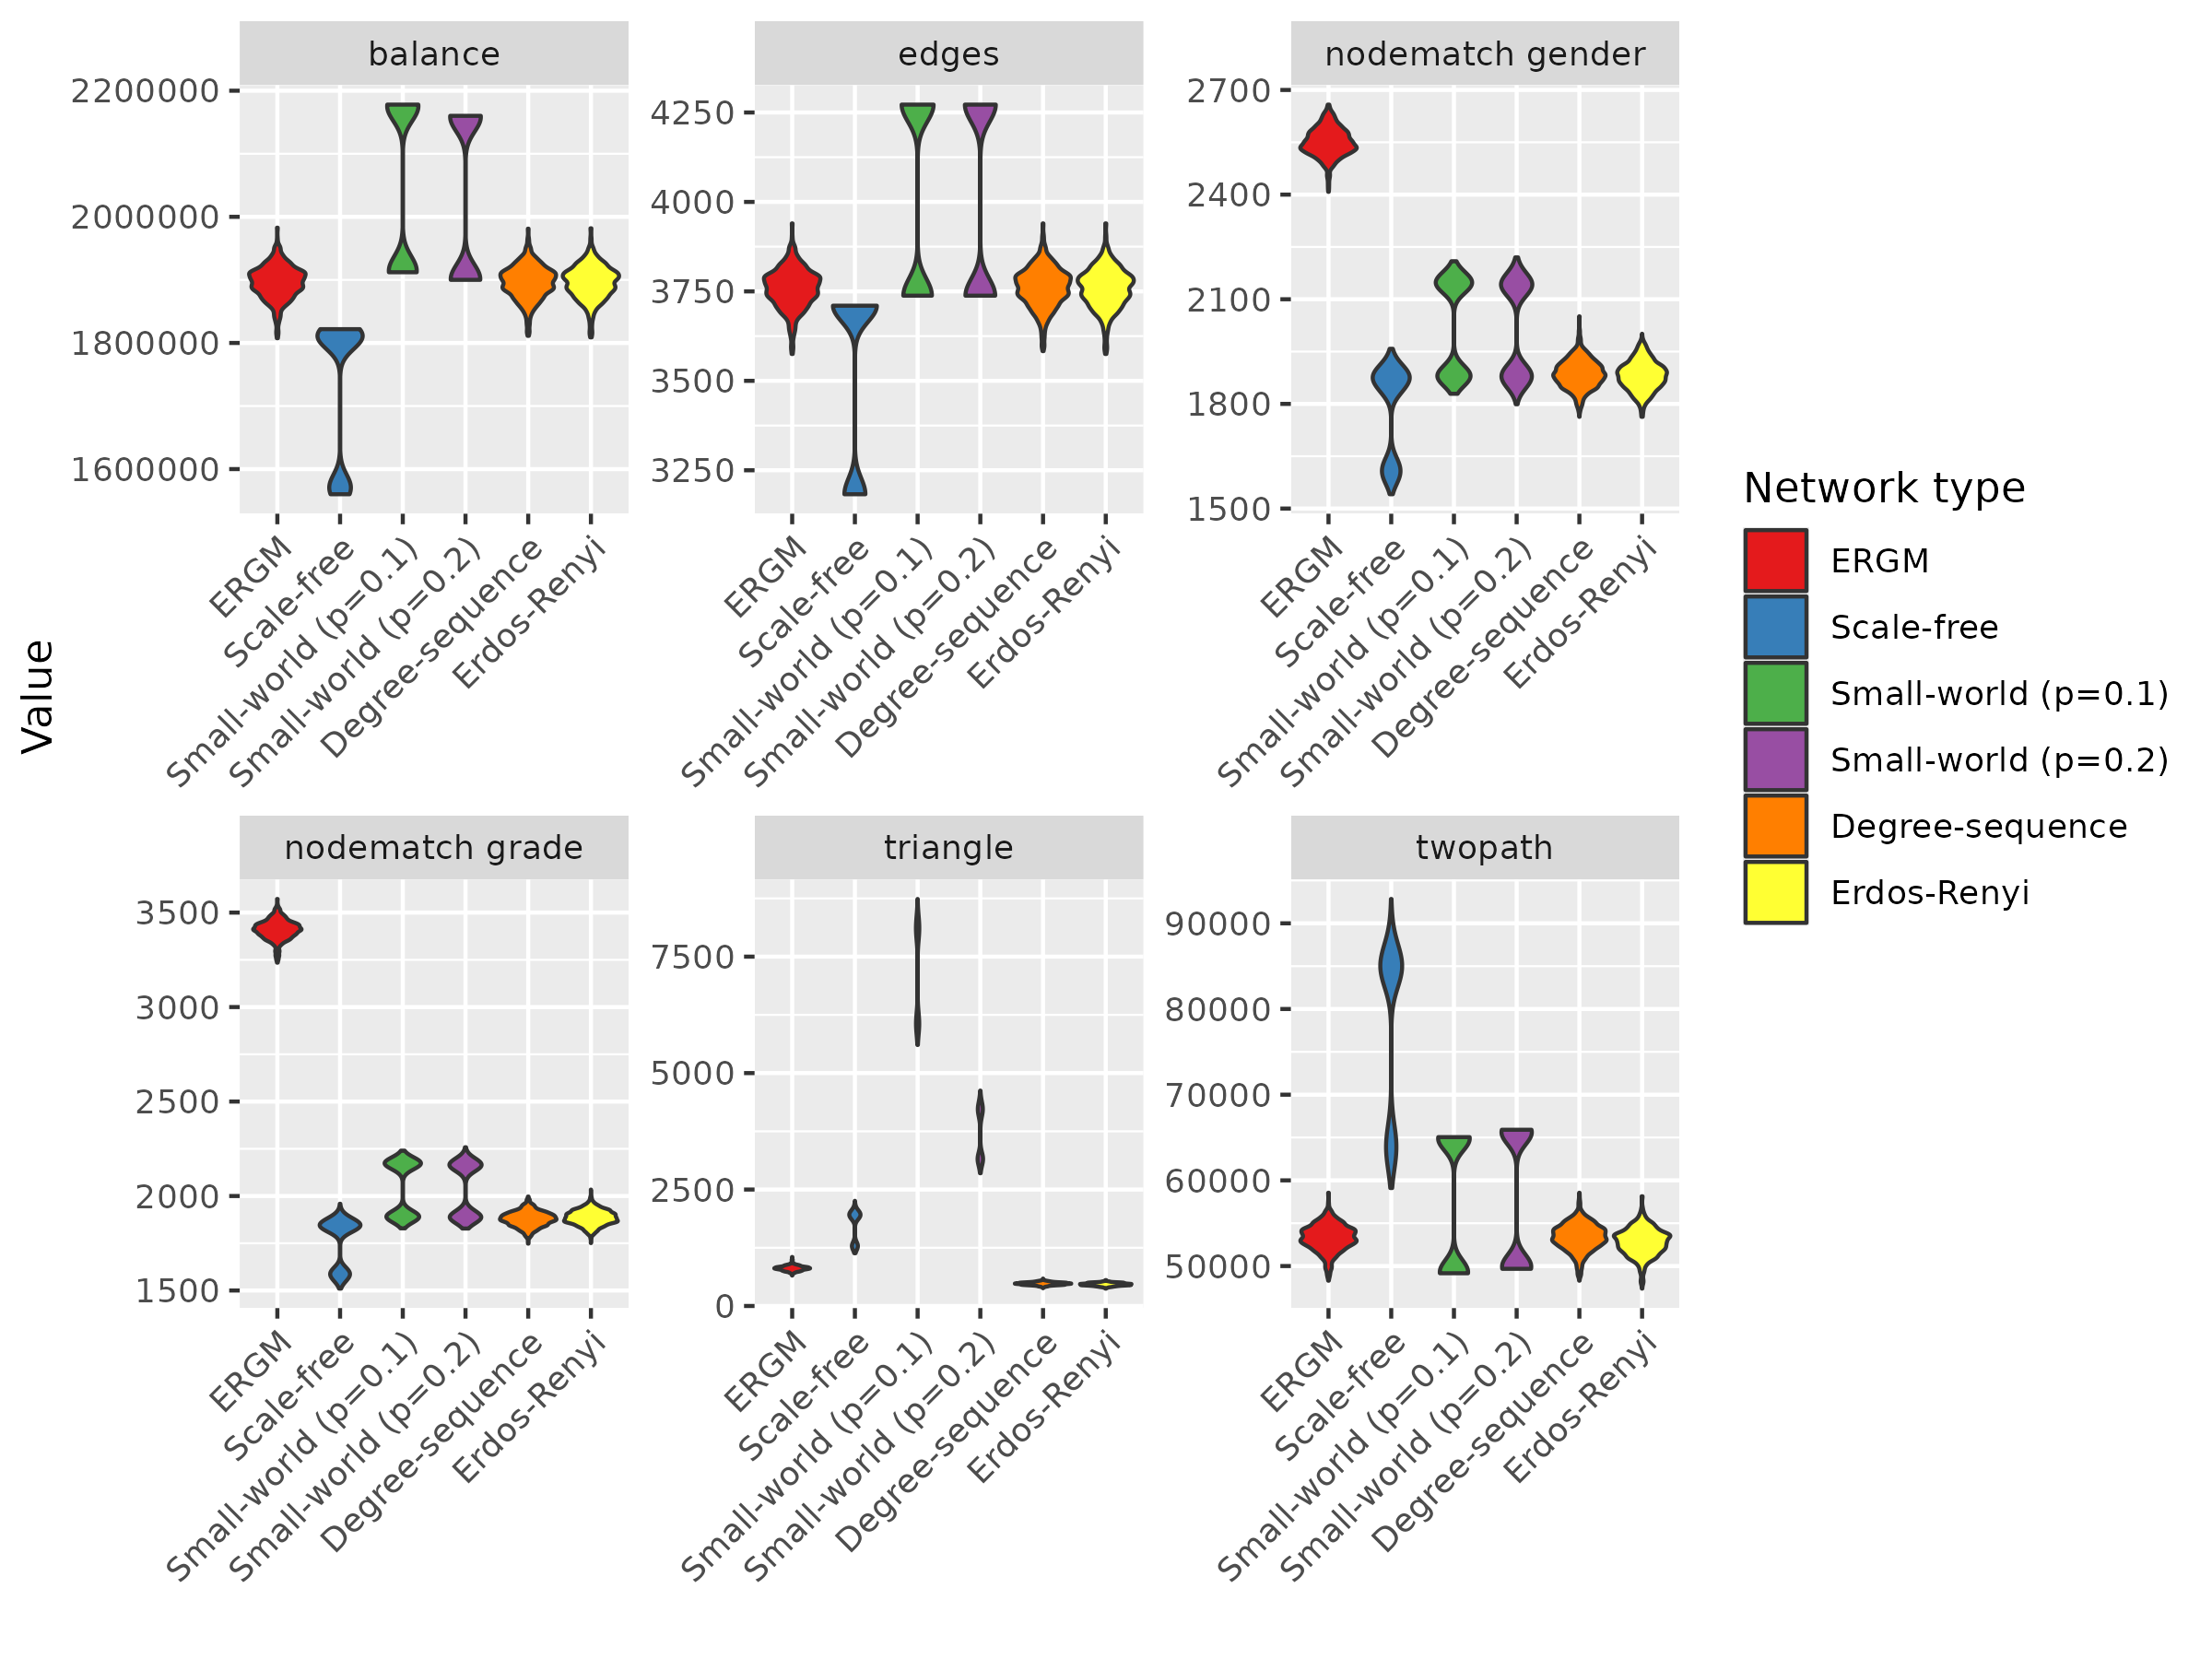 balance
2200000
2000000
1800000
1600000
ERGM
Scale-free
Small-world (p=0.1)
Small-world (p=0.2)
Degree-sequence
Erdos-Renyi
edges
4250
4000
3750
3500
3250
ERGM
Scale-free
Small-world (p=0.1)
Small-world (p=0.2)
Degree-sequence
Erdos-Renyi
nodematch gender
2700
2400
2100
1800
1500
ERGM
Scale-free
Small-world (p=0.1)
Small-world (p=0.2)
Degree-sequence
Erdos-Renyi
Value
nodematch grade
3500
3000
2500
2000
1500
ERGM
Scale-free
Small-world (p=0.1)
Small-world (p=0.2)
Degree-sequence
Erdos-Renyi
triangle
7500
5000
2500
0
ERGM
Scale-free
Small-world (p=0.1)
Small-world (p=0.2)
Degree-sequence
Erdos-Renyi
twopath
90000
80000
70000
60000
50000
ERGM
Scale-free
Small-world (p=0.1)
Small-world (p=0.2)
Degree-sequence
Erdos-Renyi
Network type
ERGM
Scale-free
Small-world (p=0.1)
Small-world (p=0.2)
Degree-sequence
Erdos-Renyi